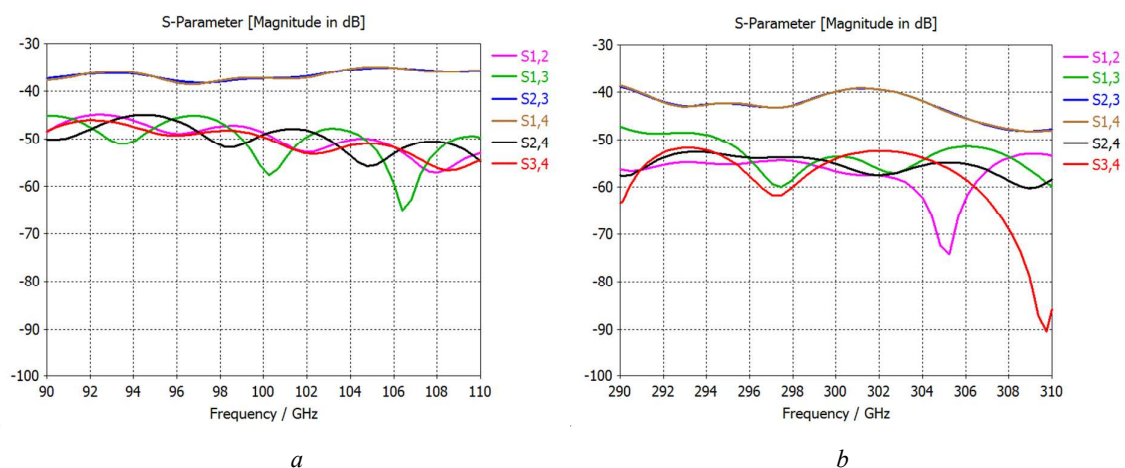 S-Parameter [Magnitude in dB]
-30
-40
-50
-60
-70
-80
-90
-100
90 92 94 96 98 100 102 104 106 108 110
Frequency / GHz
S1,2
S1,3
S2,3
S1,4
S2,4
S3,4
a
S-Parameter [Magnitude in dB]
-30
-40
-50
-60
-70
-80
-90
-100
290 292 294 296 298 300 302 304 306 308 310
Frequency / GHz
S1,2
S1,3
S2,3
S1,4
S2,4
S3,4
b